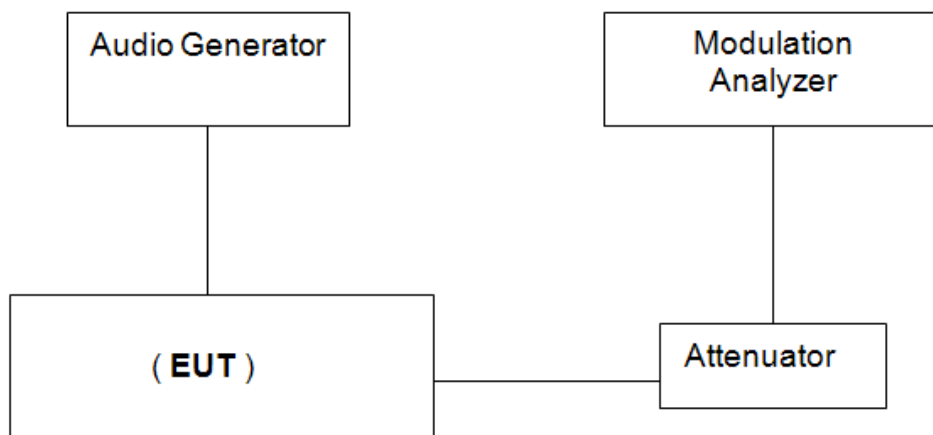 Audio Generator
Modulation
Analyzer
( EUT )
Attenuator